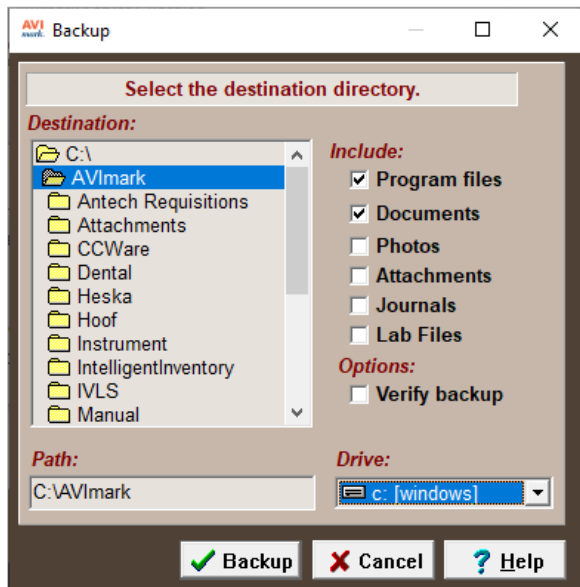 AVI
mark.
Backup
Select the destination directory.
Destination:
C:\
AVImark
Antech Requisitions
Attachments
CCWare
Dental
Heska
Hoof
Instrument
IntelligentInventory
IVLS
Manual
Include:
Program files
Documents
Photos
Attachments
Journals
Lab Files
Options:
Verify backup
Path:
C:\AVImark
Drive:
c: [windows]
Backup
Cancel
? Help